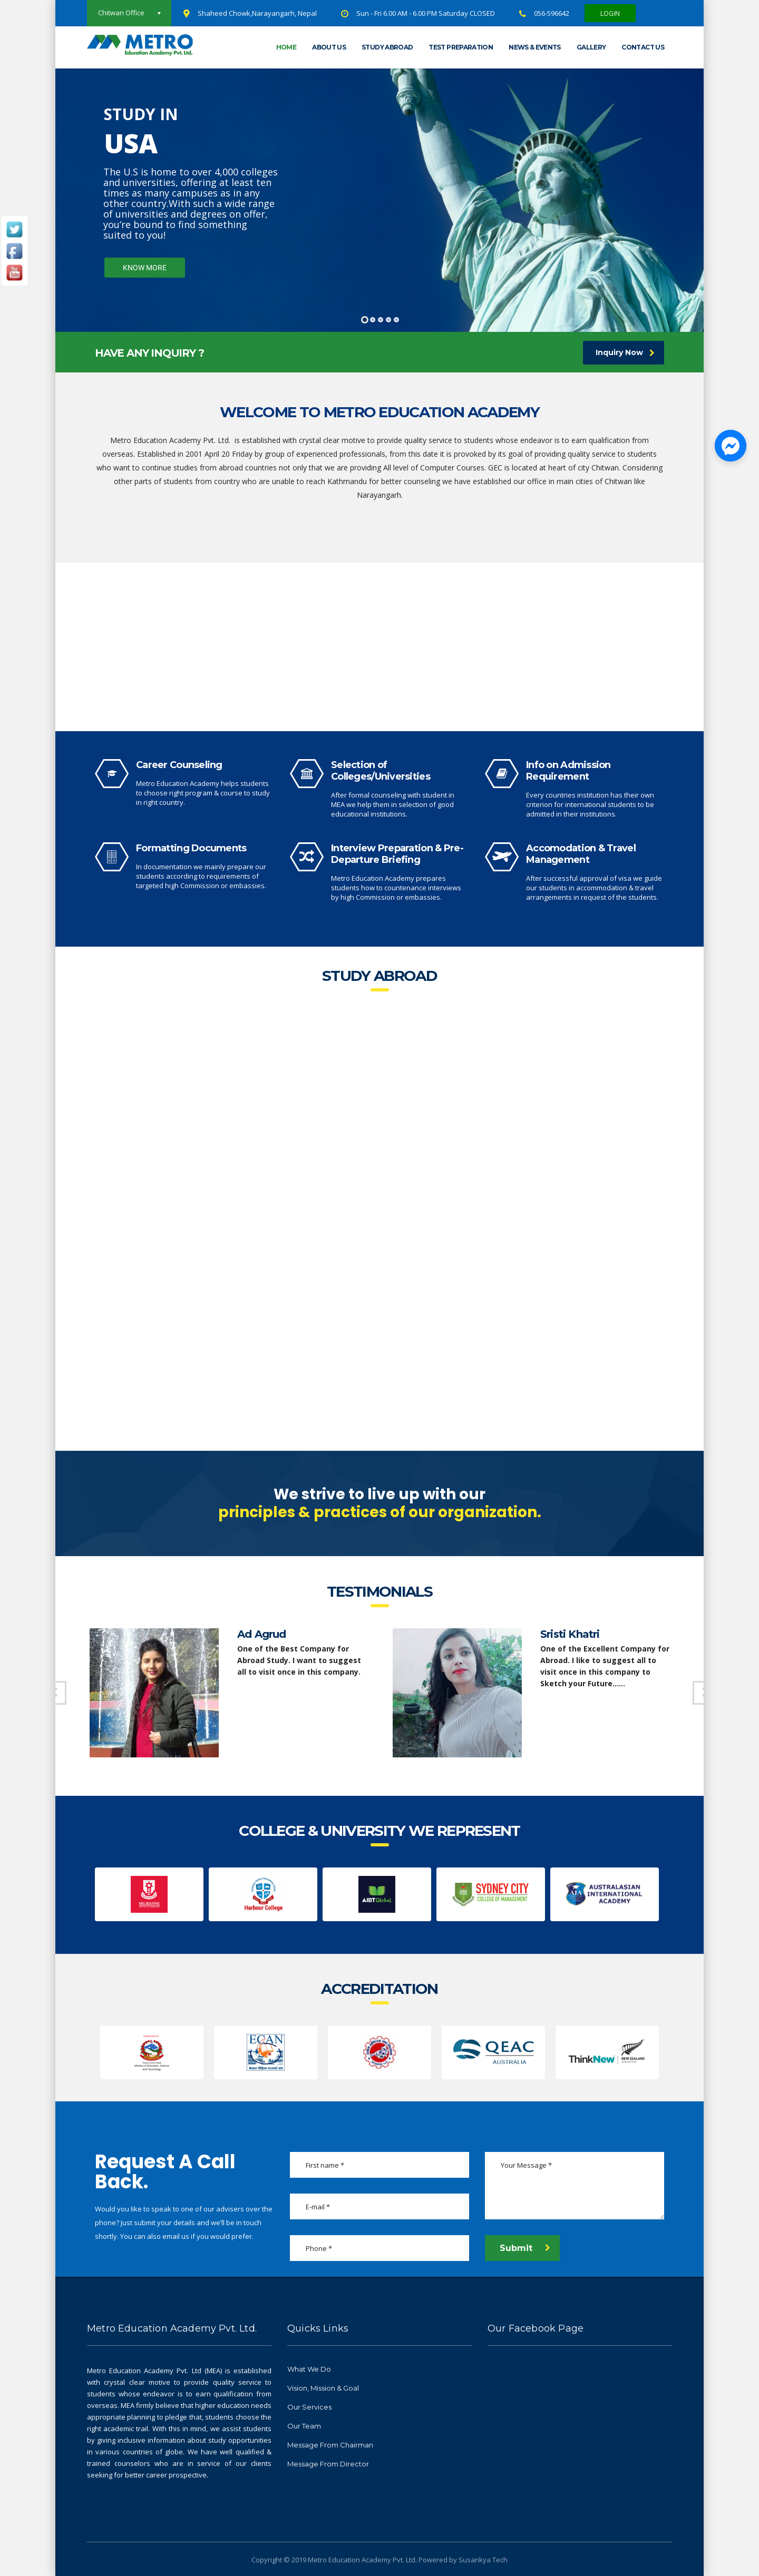 Chitwan Office
Shaheed Chowk,Narayangarh, Nepal
Sun - Fri 6.00 AM - 6.00 PM Saturday CLOSED
056-596642
LOGIN
METRO
Education Academy Pvt. Ltd.
HOME
ABOUT US
STUDY ABROAD
TEST PREPARATION
NEWS & EVENTS
GALLERY
CONTACT US
STUDY IN
USA
The U.S is home to over 4,000 colleges
and universities, offering at least ten
times as many campuses as in any
other country.With such a wide range
of universities and degrees on offer,
you're bound to find something
suited to you!
KNOW MORE
HAVE ANY INQUIRY ?
Inquiry Now
WELCOME TO METRO EDUCATION ACADEMY
Metro Education Academy Pvt. Ltd.  is established with crystal clear motive to provide quality service to students whose endeavor is to earn qualification from
overseas. Established in 2001 April 20 Friday by group of experienced professionals, from this date it is provoked by its goal of providing quality service to students
who want to continue studies from abroad countries not only that we are providing All level of Computer Courses. GEC is located at heart of city Chitwan. Considering
other parts of students from country who are unable to reach Kathmandu for better counseling we have established our office in main cities of Chitwan like
Narayangarh.
Career Counseling
Metro Education Academy helps students
to choose right program & course to study
in right country.
Selection of
Colleges/Universities
After formal counseling with student in
MEA we help them in selection of good
educational institutions.
Info on Admission
Requirement
Every countries institution has their own
criterion for international students to be
admitted in their institutions.
Formatting Documents
In documentation we mainly prepare our
students according to requirements of
targeted high Commission or embassies.
Interview Preparation & Pre-
Departure Briefing
Metro Education Academy prepares
students how to countenance interviews
by high Commission or embassies.
Accomodation & Travel
Management
After successful approval of visa we guide
our students in accommodation & travel
arrangements in request of the students.
STUDY ABROAD
We strive to live up with our
principles & practices of our organization.
TESTIMONIALS
Ad Agrud
One of the Best Company for
Abroad Study. I want to suggest
all to visit once in this company.
Sristi Khatri
One of the Excellent Company for
Abroad. I like to suggest all to
visit once in this company to
Sketch your Future......
COLLEGE & UNIVERSITY WE REPRESENT
Harbour College
AIBT Global
SYDNEY CITY
COLLEGE OF MANAGEMENT
AIA
AUSTRALASIAN
INTERNATIONAL
ACADEMY
ACCREDITATION
ECAN
QEAC
AUSTRALIA
ThinkNew
NEW ZEALAND
Request A Call
Back.
Would you like to speak to one of our advisers over the
phone? Just submit your details and we'll be in touch
shortly. You can also email us if you would prefer.
First name *
E-mail *
Phone *
Your Message *
Submit
Metro Education Academy Pvt. Ltd.
Metro Education Academy Pvt. Ltd (MEA) is established
with crystal clear motive to provide quality service to
students whose endeavor is to earn qualification from
overseas. MEA firmly believe that higher education needs
appropriate planning to pledge that, students choose the
right academic trail. With this in mind, we assist students
by giving inclusive information about study opportunities
in various countries of globe. We have well qualified &
trained counselors who are in service of our clients
seeking for better career prospective.
Quicks Links
What We Do
Vision, Mission & Goal
Our Services
Our Team
Message From Chairman
Message From Director
Our Facebook Page
Copyright © 2019 Metro Education Academy Pvt. Ltd. Powered by Susankya Tech